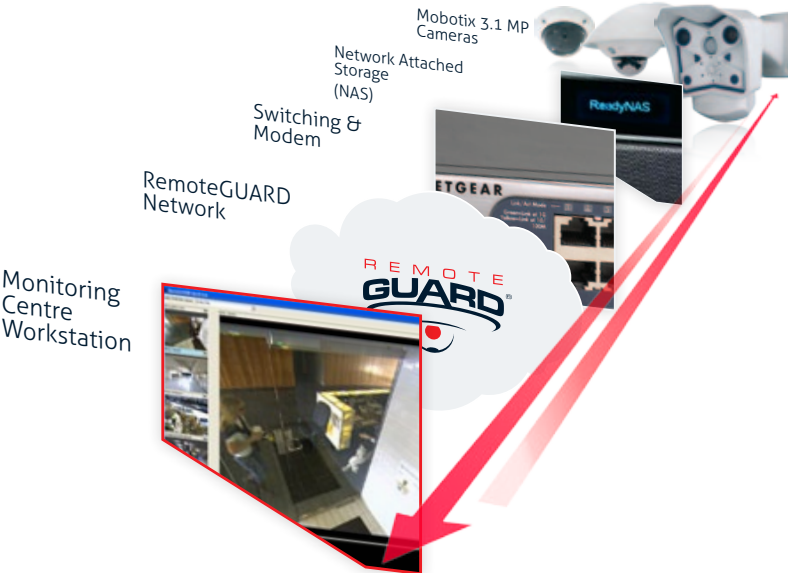 Mobotix 3.1 MP
Cameras
Network Attached
Storage
(NAS)
ReadyNAS
Switching &
Modem
ETGEAR
RemoteGUARD
Network
REMOTE
GUARD®
Monitoring
Centre
Workstation